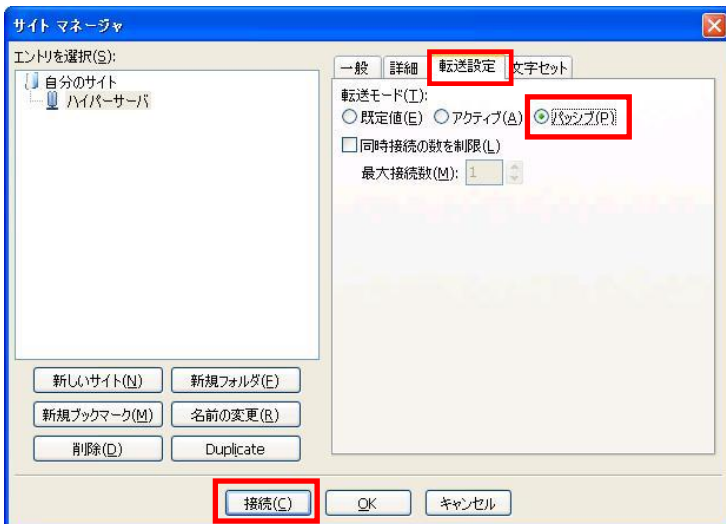 サイト マネージャ
エントリを選択(S):
自分のサイト
ハイパーサーバ
一般 詳細 転送設定 文字セット
転送モード(T):
既定値(E) アクティブ(A) パッシブ(P)
同時接続の数を制限(L)
最大接続数(M): 1
新しいサイト(N) 新規フォルダ(F)
新規ブックマーク(M) 名前の変更(R)
削除(D) Duplicate
接続(C) OK キャンセル